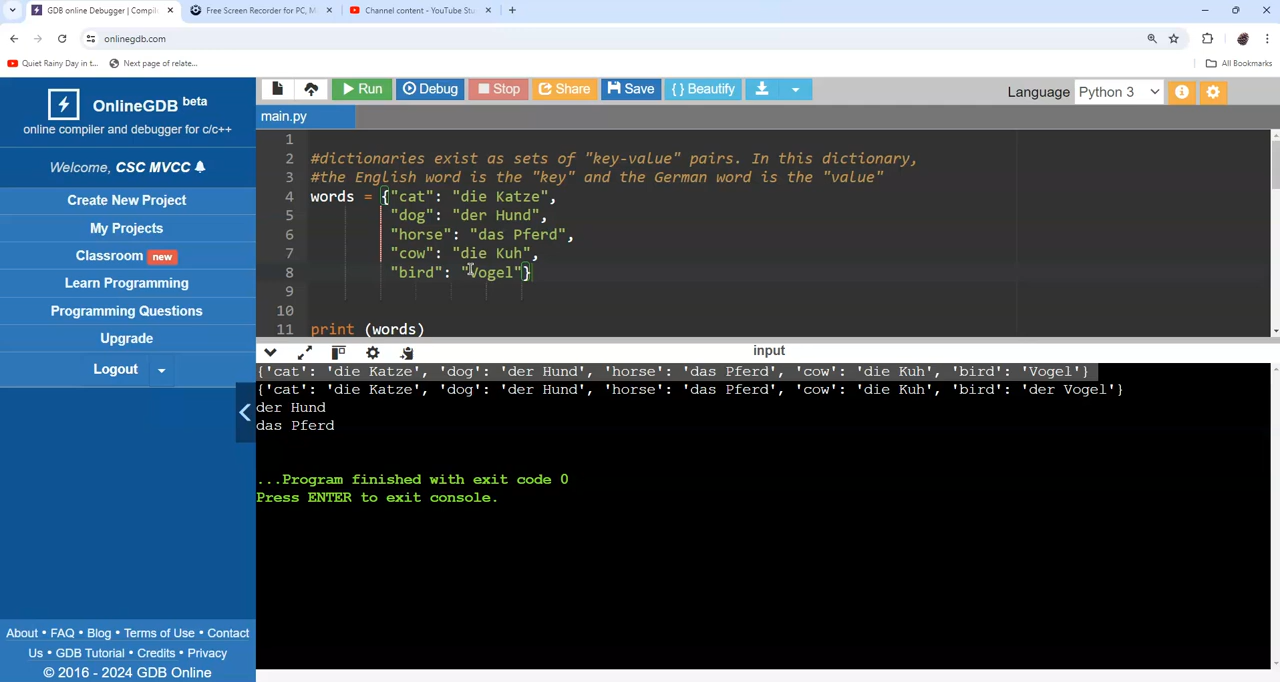 GDB online Debugger | Compil
Free Screen Recorder for PC, M
Channel content - YouTube Stu
onlinegdb.com
Quiet Rainy Day in t...
Next page of relate...
All Bookmarks
OnlineGDB beta
online compiler and debugger for c/c++
Welcome, CSC MVCC
Create New Project
My Projects
Classroom new
Learn Programming
Programming Questions
Upgrade
Logout
About • FAQ • Blog • Terms of Use • Contact
Us • GDB Tutorial • Credits • Privacy
© 2016 - 2024 GDB Online
Run
Debug
Stop
Share
Save
{ } Beautify
Language Python 3
main.py
1
2 #dictionaries exist as sets of "key-value" pairs. In this dictionary,
3 #the English word is the "key" and the German word is the "value"
4 words = {"cat": "die Katze",
5 "dog": "der Hund",
6 "horse": "das Pferd",
7 "cow": "die Kuh",
8 "bird": "Vogel"}
9
10
11 print (words)
input
{'cat': 'die Katze', 'dog': 'der Hund', 'horse': 'das Pferd', 'cow': 'die Kuh', 'bird': 'Vogel'}
{'cat': 'die Katze', 'dog': 'der Hund', 'horse': 'das Pferd', 'cow': 'die Kuh', 'bird': 'der Vogel'}
der Hund
das Pferd
...Program finished with exit code 0
Press ENTER to exit console.